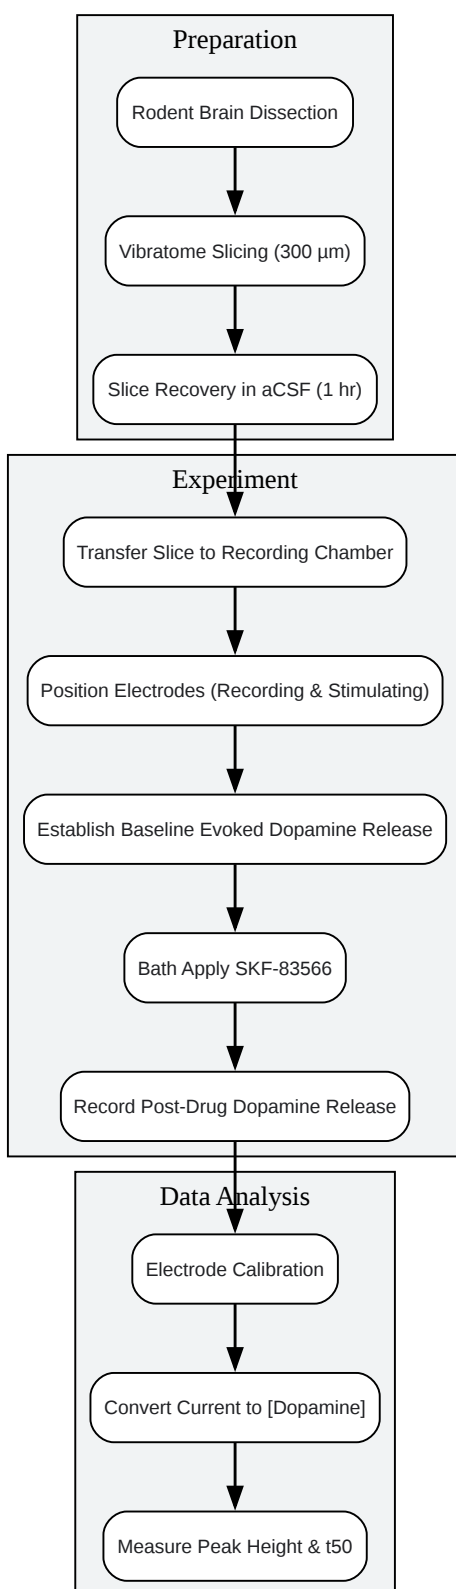 Preparation
Rodent Brain Dissection
Vibratome Slicing (300 µm)
Slice Recovery in aCSF (1 hr)
Experiment
Transfer Slice to Recording Chamber
Position Electrodes (Recording & Stimulating)
Establish Baseline Evoked Dopamine Release
Bath Apply SKF-83566
Record Post-Drug Dopamine Release
Data Analysis
Electrode Calibration
Convert Current to [Dopamine]
Measure Peak Height & t50